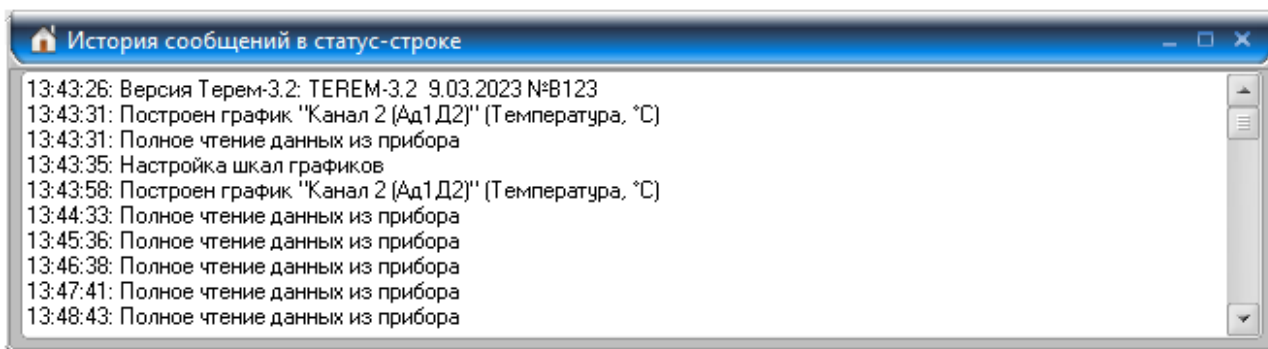 История сообщений в статус-строке
13:43:26: Версия Терем-3.2: TEREM-3.2  9.03.2023 №B123
13:43:31: Построен график "Канал 2 (Ад1Д2)" (Температура, °C)
13:43:31: Полное чтение данных из прибора
13:43:35: Настройка шкал графиков
13:43:58: Построен график "Канал 2 (Ад1Д2)" (Температура, °C)
13:44:33: Полное чтение данных из прибора
13:45:36: Полное чтение данных из прибора
13:46:38: Полное чтение данных из прибора
13:47:41: Полное чтение данных из прибора
13:48:43: Полное чтение данных из прибора